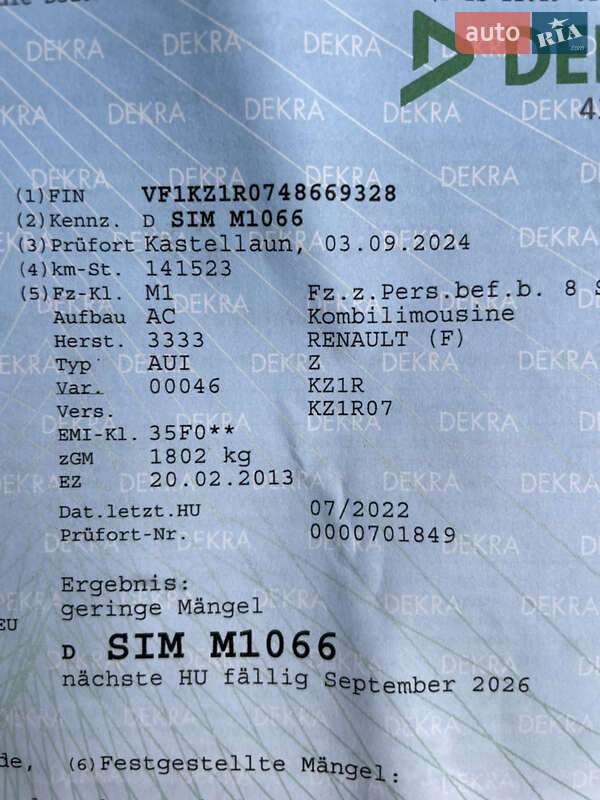 auto RIA .com
DEKRA
(1) FIN VF1KZ1R0748669328
(2) Kennz. D SIM M1066
(3) Prüfort Kastellaun, 03.09.2024
(4) km-St. 141523
(5) Fz-Kl. M1 Fz.z.Pers.bef.b. 8 S
Aufbau AC Kombilimousine
Herst. 3333 RENAULT (F)
Typ AUI Z
Var. 00046 KZ1R
Vers. KZ1R07
EMI-Kl. 35F0**
zGM 1802 kg
EZ 20.02.2013
Dat.letzt.HU 07/2022
Prüfort-Nr. 0000701849
Ergebnis:
geringe Mängel
EU
D SIM M1066
nächste HU fällig September 2026
de, (6) Festgestellte Mängel: